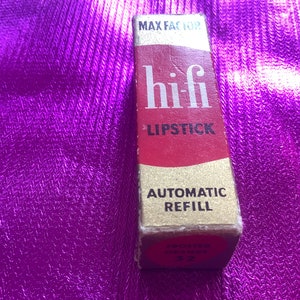 MAX FACTOR
hi-fi
LIPSTICK
AUTOMATIC
REFILL